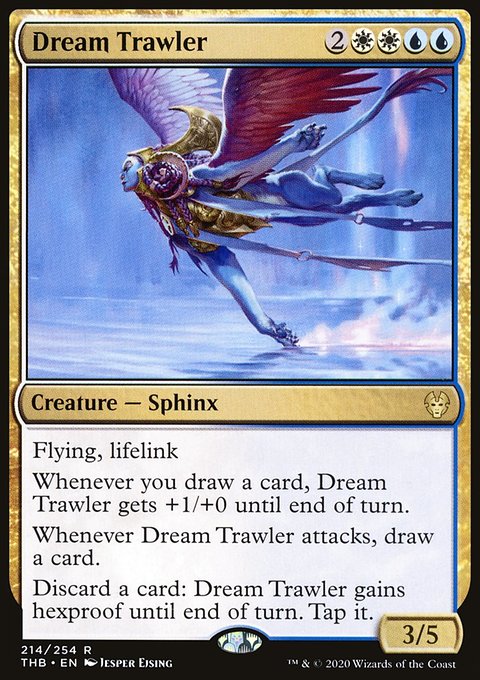 Dream Trawler 2
Creature — Sphinx
Flying, lifelink
Whenever you draw a card, Dream
Trawler gets +1/+0 until end of turn.
Whenever Dream Trawler attacks, draw
a card.
Discard a card: Dream Trawler gains
hexproof until end of turn. Tap it.
3/5
214/254 R
THB • EN Jesper Eising ™ & © 2020 Wizards of the Coast